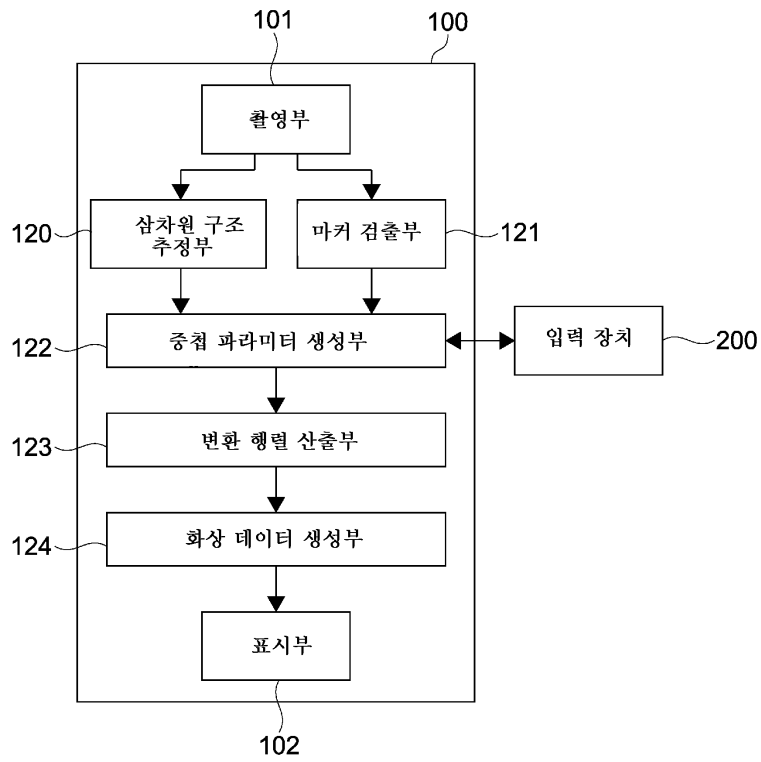 101
100
촬영부
120
삼차원 구조
추정부
마커 검출부
121
122
중첩 파라미터 생성부
입력 장치
200
123
변환 행렬 산출부
124
화상 데이터 생성부
표시부
102